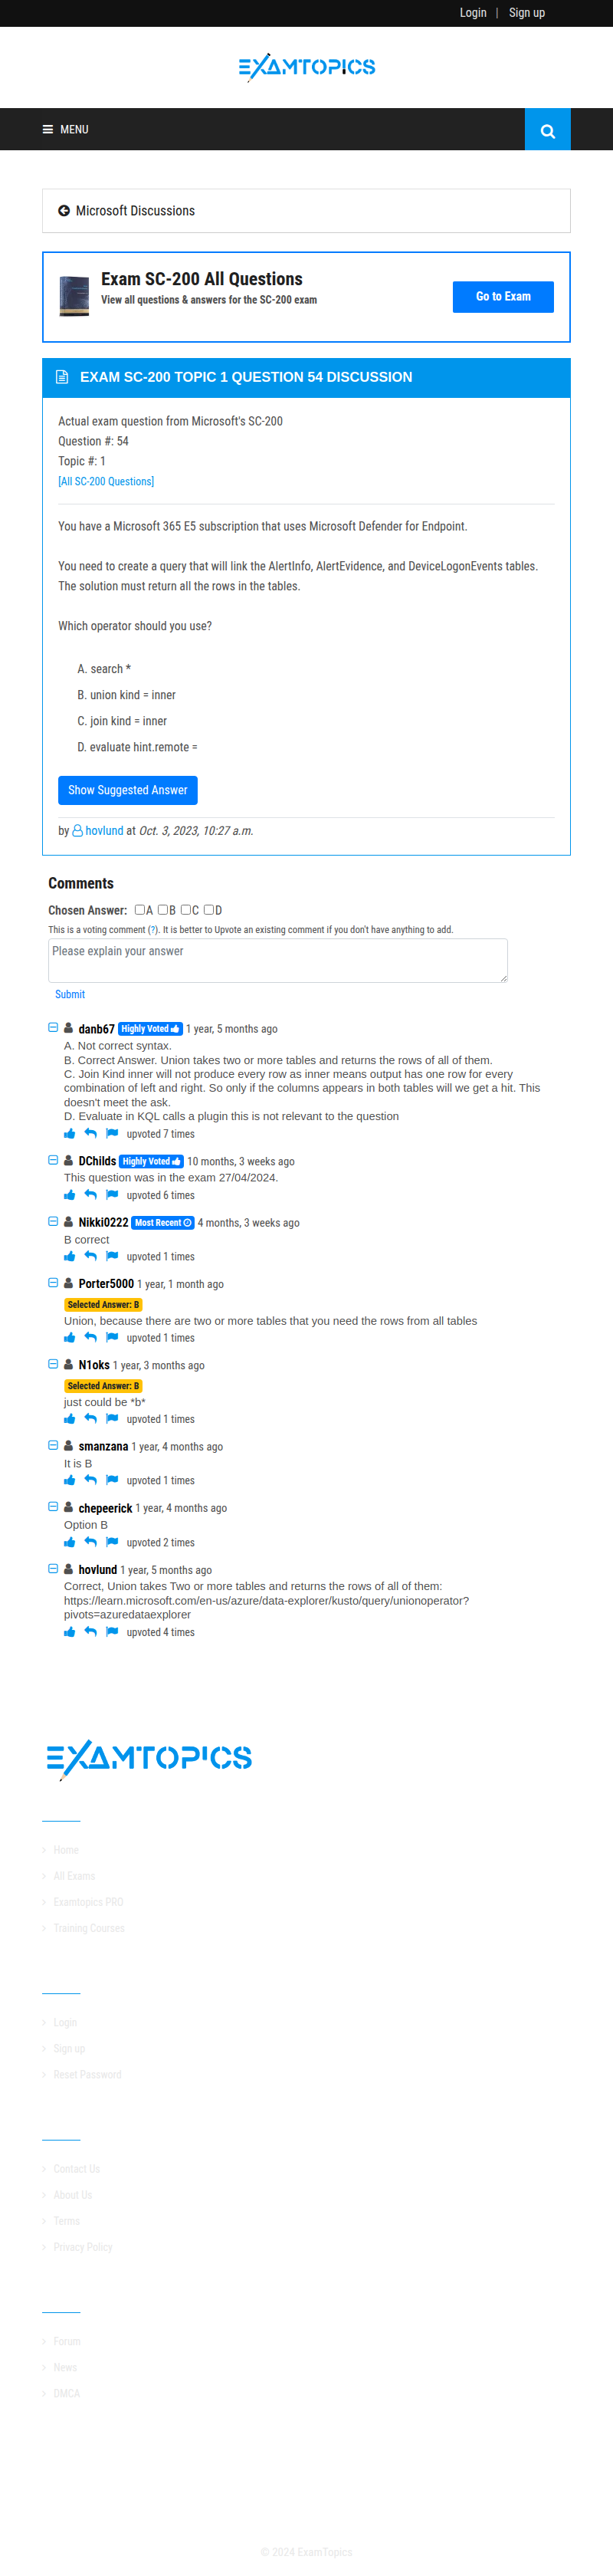 Login | Sign up
EXAMTOPICS
MENU
Microsoft Discussions
Exam SC-200 All Questions
View all questions & answers for the SC-200 exam
Go to Exam
EXAM SC-200 TOPIC 1 QUESTION 54 DISCUSSION
Actual exam question from Microsoft's SC-200
Question #: 54
Topic #: 1
[All SC-200 Questions]
You have a Microsoft 365 E5 subscription that uses Microsoft Defender for Endpoint.
You need to create a query that will link the AlertInfo, AlertEvidence, and DeviceLogonEvents tables.
The solution must return all the rows in the tables.
Which operator should you use?
A. search *
B. union kind = inner
C. join kind = inner
D. evaluate hint.remote =
Show Suggested Answer
by hovlund at Oct. 3, 2023, 10:27 a.m.
Comments
Chosen Answer: A B C D
This is a voting comment (?). It is better to Upvote an existing comment if you don't have anything to add.
Please explain your answer
Submit
danb67 Highly Voted 1 year, 5 months ago
A. Not correct syntax.
B. Correct Answer. Union takes two or more tables and returns the rows of all of them.
C. Join Kind inner will not produce every row as inner means output has one row for every
combination of left and right. So only if the columns appears in both tables will we get a hit. This
doesn't meet the ask.
D. Evaluate in KQL calls a plugin this is not relevant to the question
upvoted 7 times
DChilds Highly Voted 10 months, 3 weeks ago
This question was in the exam 27/04/2024.
upvoted 6 times
Nikki0222 Most Recent 4 months, 3 weeks ago
B correct
upvoted 1 times
Porter5000 1 year, 1 month ago
Selected Answer: B
Union, because there are two or more tables that you need the rows from all tables
upvoted 1 times
N1oks 1 year, 3 months ago
Selected Answer: B
just could be *b*
upvoted 1 times
smanzana 1 year, 4 months ago
It is B
upvoted 1 times
chepeerick 1 year, 4 months ago
Option B
upvoted 2 times
hovlund 1 year, 5 months ago
Correct, Union takes Two or more tables and returns the rows of all of them:
https://learn.microsoft.com/en-us/azure/data-explorer/kusto/query/unionoperator?
pivots=azuredataexplorer
upvoted 4 times
EXAMTOPICS
Home
All Exams
Examtopics PRO
Training Courses
Login
Sign up
Reset Password
Contact Us
About Us
Terms
Privacy Policy
Forum
News
DMCA
© 2024 ExamTopics